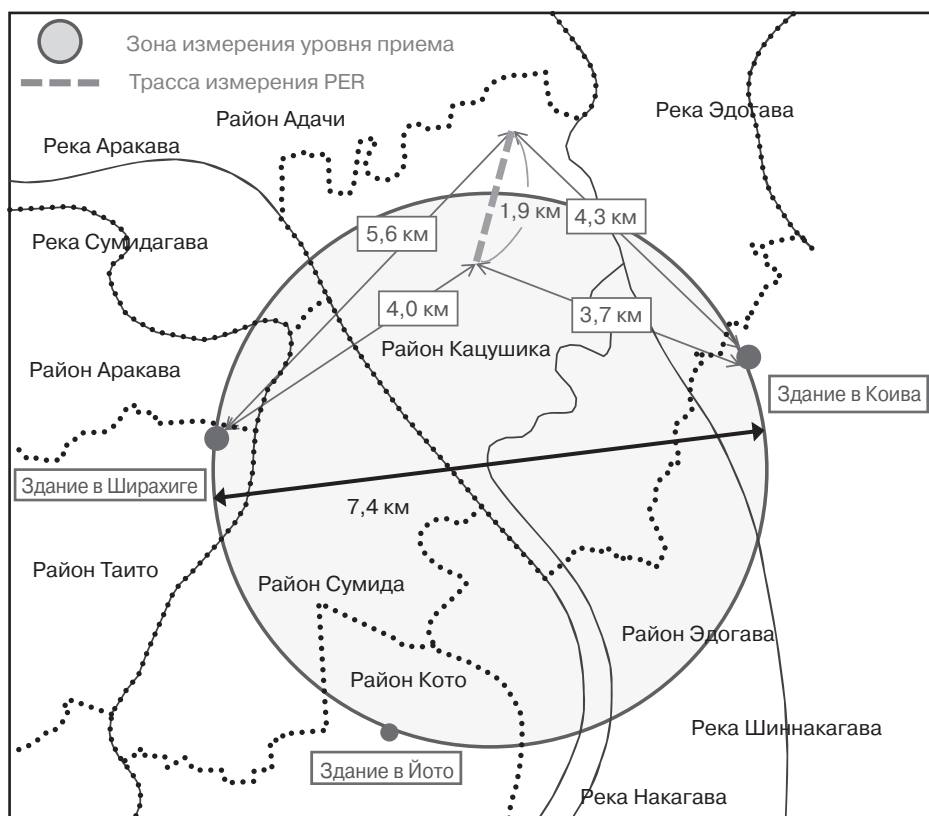 Зона измерения уровня приема
Трасса измерения PER
Район Адачи
Река Эдогава
Река Аракава
1,9 км
4,3 км
5,6 км
Река Сумидагава
4,0 км
3,7 км
Район Кацушика
Район Аракава
Здание в Коива
Здание в Ширахиге
7,4 км
Район Таито
Район Сумида
Район Эдогава
Район Кото
Река Шиннакагава
Здание в Йото
Река Накагава